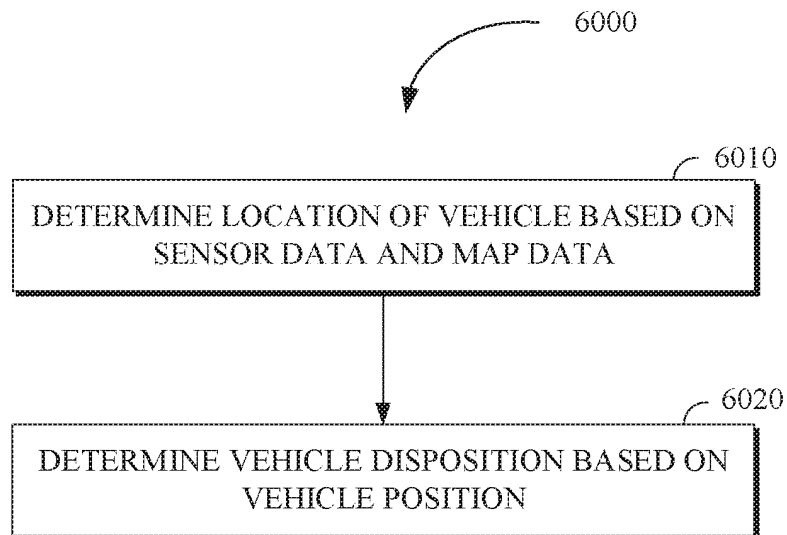 6000
6010
DETERMINE LOCATION OF VEHICLE BASED ON
SENSOR DATA AND MAP DATA
6020
DETERMINE VEHICLE DISPOSITION BASED ON
VEHICLE POSITION